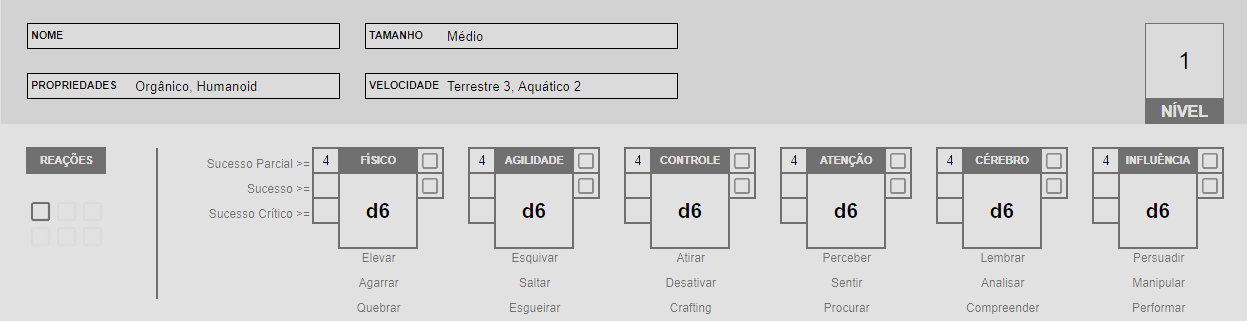 NOME
TAMANHO Médio
1
PROPRIEDADES Orgânico, Humanoid
VELOCIDADE Terrestre 3, Aquático 2
NÍVEL
REAÇÕES
Sucesso Parcial >= 4 FÍSICO 4 AGILIDADE 4 CONTROLE 4 ATENÇÃO 4 CÉREBRO 4 INFLUÊNCIA
Sucesso >=
Sucesso Crítico >= d6 d6 d6 d6 d6 d6
Elevar Esquivar Atirar Perceber Lembrar Persuadir
Agarrar Saltar Desativar Sentir Analisar Manipular
Quebrar Esgueirar Crafting Procurar Compreender Performar